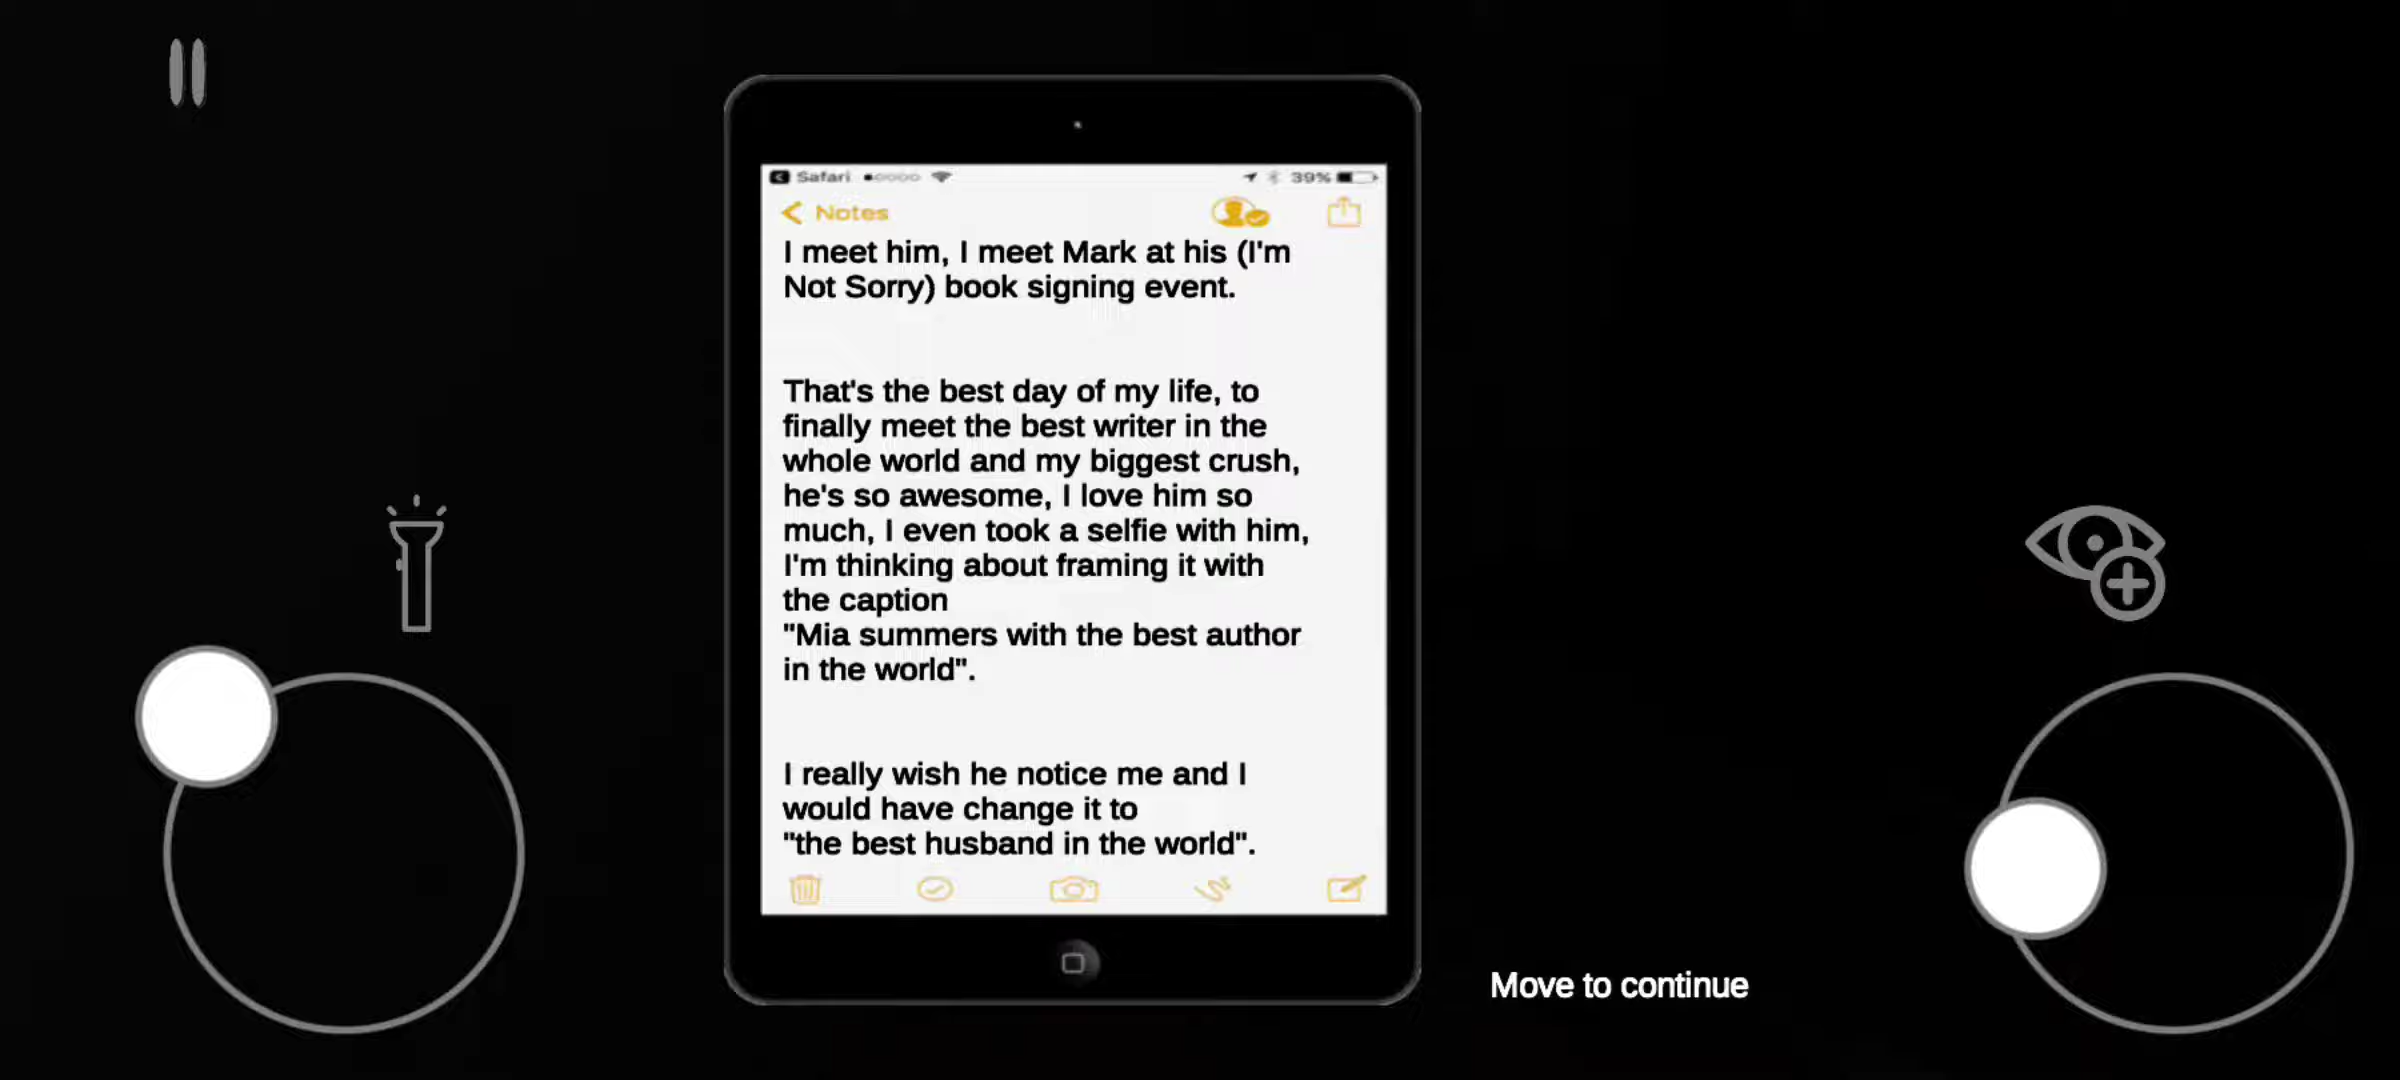 Safari
39%
Notes
I meet him, I meet Mark at his (I'm
Not Sorry) book signing event.
That's the best day of my life, to
finally meet the best writer in the
whole world and my biggest crush,
he's so awesome, I love him so
much, I even took a selfie with him,
I'm thinking about framing it with
the caption
"Mia summers with the best author
in the world".
I really wish he notice me and I
would have change it to
"the best husband in the world".
Move to continue